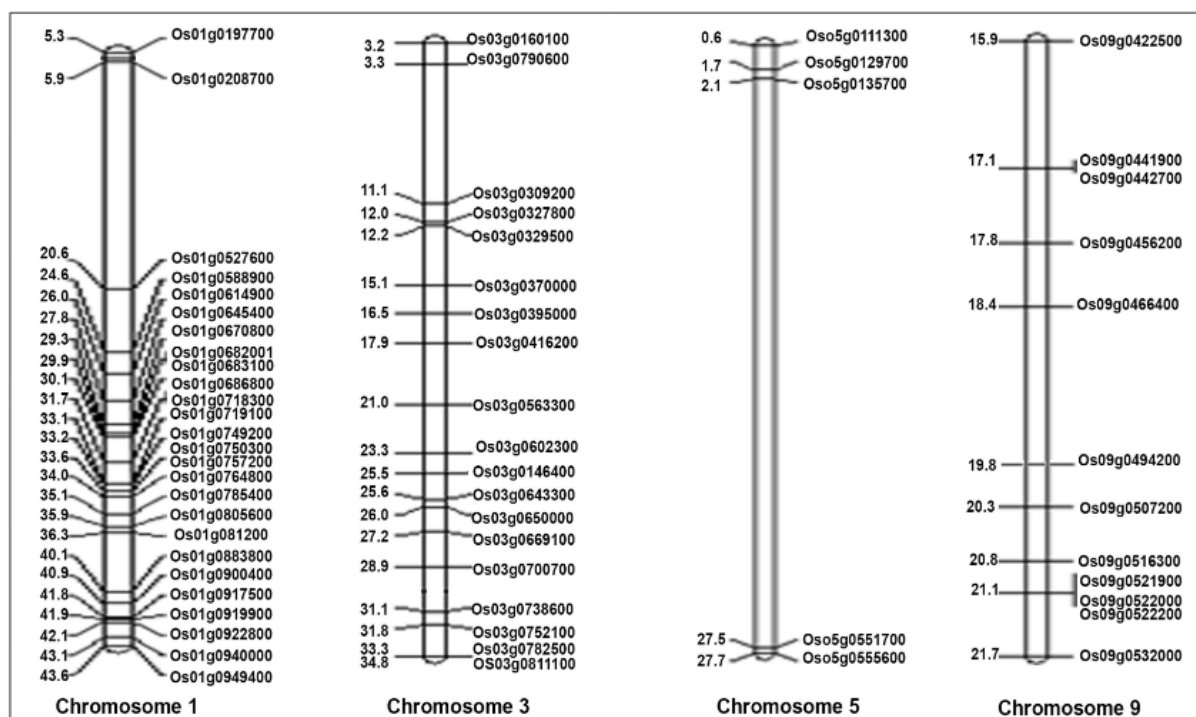 5.3 Os01g0197700
5.9 Os01g0208700
20.6 Os01g0527600
24.6 Os01g0588900
26.0 Os01g0614900
27.8 Os01g0645400
29.3 Os01g0670800
29.9 Os01g0682001
30.1 Os01g0683100
31.7 Os01g0686800
33.1 Os01g0718300
33.2 Os01g0719100
33.6 Os01g0749200
34.0 Os01g0750300
35.1 Os01g0757200
35.9 Os01g0764800
36.3 Os01g0785400
40.1 Os01g0805600
40.9 Os01g081200
41.8 Os01g0883800
41.9 Os01g0900400
42.1 Os01g0917500
43.1 Os01g0919900
43.6 Os01g0922800
Os01g0940000
Os01g0949400
Chromosome 1
3.2 Os03g0160100
3.3 Os03g0790600
11.1 Os03g0309200
12.0 Os03g0327800
12.2 Os03g0329500
15.1 Os03g0370000
16.5 Os03g0395000
17.9 Os03g0416200
21.0 Os03g0563300
23.3 Os03g0602300
25.5 Os03g0146400
25.6 Os03g0643300
26.0 Os03g0650000
27.2 Os03g0669100
28.9 Os03g0700700
31.1 Os03g0738600
31.8 Os03g0752100
33.3 Os03g0782500
34.8 OS03g0811100
Chromosome 3
0.6 Oso5g0111300
1.7 Oso5g0129700
2.1 Oso5g0135700
27.5 Oso5g0551700
27.7 Oso5g0555600
Chromosome 5
15.9 Os09g0422500
17.1 Os09g0441900
Os09g0442700
17.8 Os09g0456200
18.4 Os09g0466400
19.8 Os09g0494200
20.3 Os09g0507200
20.8 Os09g0516300
21.1 Os09g0521900
Os09g0522000
Os09g0522200
21.7 Os09g0532000
Chromosome 9